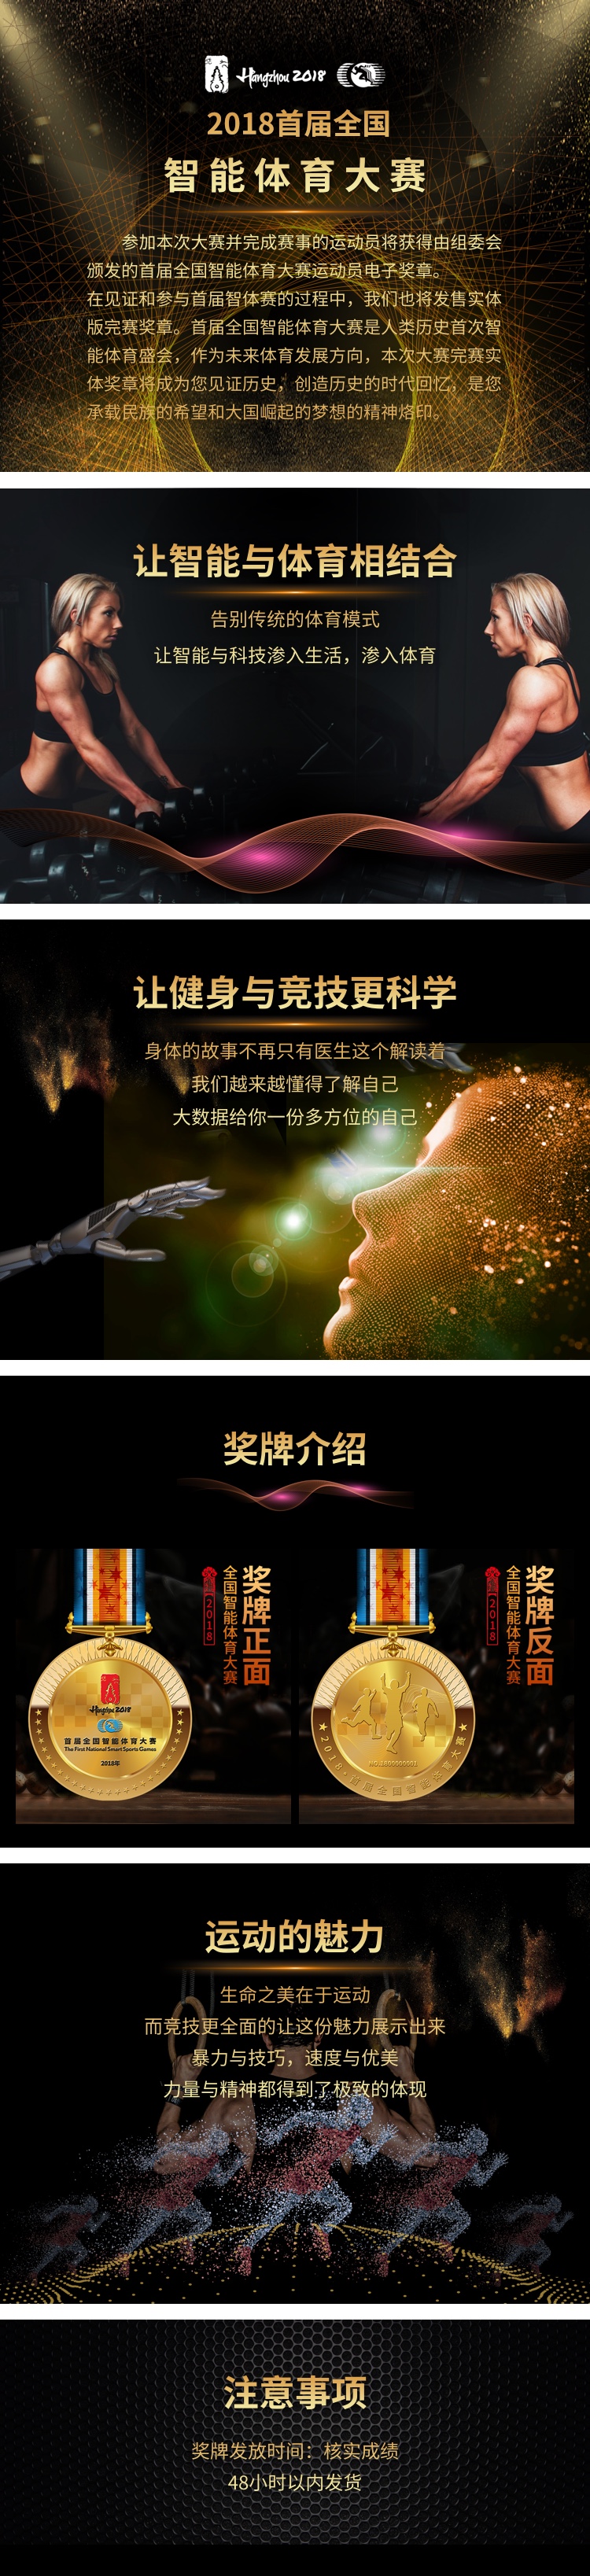 Hangzhou 2018
2018首届全国
智能体育大赛
参加本次大赛并完成赛事的运动员将获得由组委会
颁发的首届全国智能体育大赛运动员电子奖章。
在见证和参与首届智体赛的过程中，我们也将发售实体
版完赛奖章。首届全国智能体育大赛是人类历史首次智
能体育盛会，作为未来体育发展方向，本次大赛完赛实
体奖章将成为您见证历史，创造历史的时代回忆，是您
承载民族的希望和大国崛起的梦想的精神烙印。
让智能与体育相结合
告别传统的体育模式
让智能与科技渗入生活，渗入体育
让健身与竞技更科学
身体的故事不再只有医生这个解读着
我们越来越懂得了解自己
大数据给你一份多方位的自己
奖牌介绍
奖牌正面
全国智能体育大赛
2018
Hangzhou 2018
首届全国智能体育大赛
The First National Smart Sports Games
2018年
奖牌反面
全国智能体育大赛
2018
2018 首届全国智能体育大赛
运动的魅力
生命之美在于运动
而竞技更全面的让这份魅力展示出来
暴力与技巧，速度与优美
力量与精神都得到了极致的体现
注意事项
奖牌发放时间：核实成绩
48小时以内发货